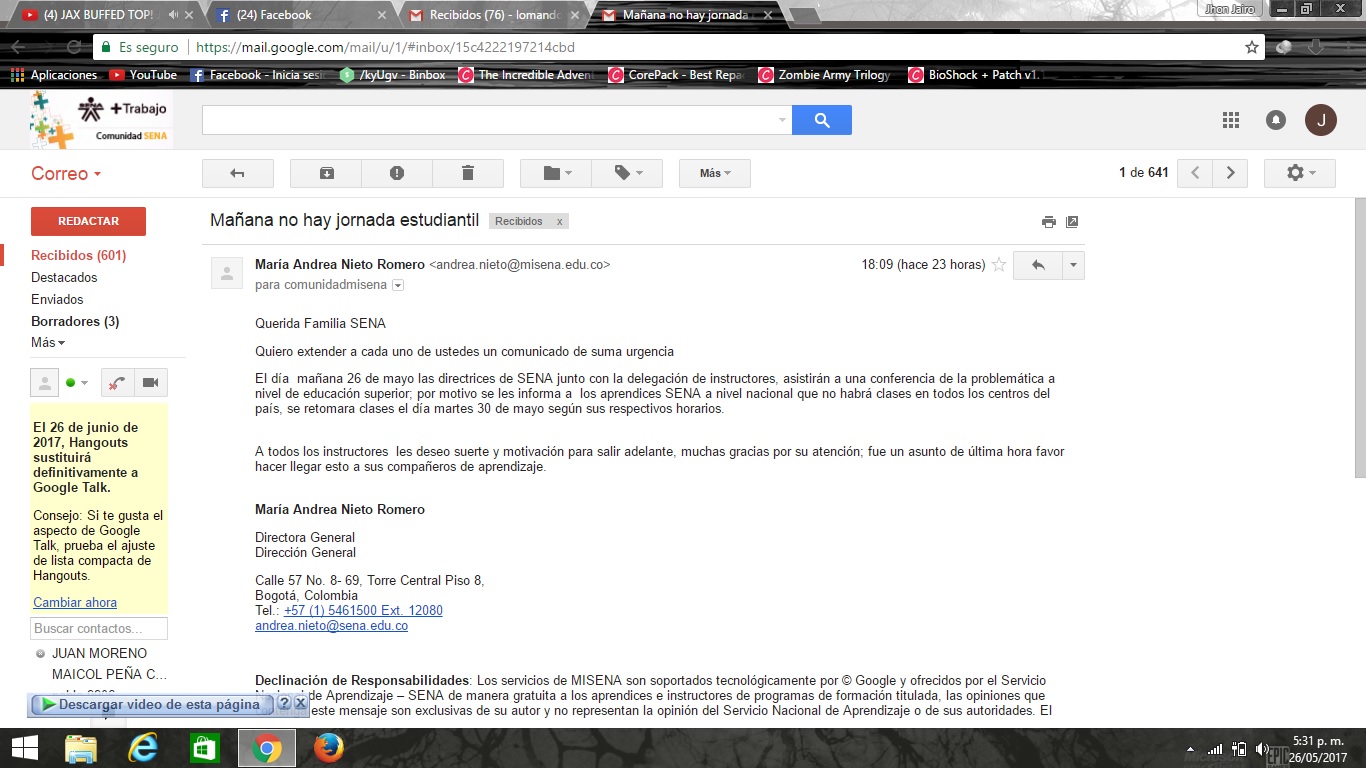 (4) JAX BUFFED TOP!
(24) Facebook
Recibidos (76) - lomando
Mañana no hay jornada
Jhon Jairo
Es seguro
https://mail.google.com/mail/u/1/#inbox/15c4222197214cbd
Aplicaciones
YouTube
Facebook - Inicia sesi
/IoyUgv - Binbox
The Incredible Adven
CorePack - Best Repa
Zombie Army Trilogy
BioShock + Patch v1.1
SENA +Trabajo
Comunidad SENA
J
Correo
Más
1 de 641
REDACTAR
Recibidos (601)
Destacados
Enviados
Borradores (3)
Más
Mañana no hay jornada estudiantil
Recibidos x
María Andrea Nieto Romero <andrea.nieto@misena.edu.co>
18:09 (hace 23 horas)
para comunidadmisena
Querida Familia SENA
Quiero extender a cada uno de ustedes un comunicado de suma urgencia
El día mañana 26 de mayo las directrices de SENA junto con la delegación de instructores, asistirán a una conferencia de la problemática a
nivel de educación superior; por motivo se les informa a los aprendices SENA a nivel nacional que no habrá clases en todos los centros del
país, se retomara clases el día martes 30 de mayo según sus respectivos horarios.
A todos los instructores les deseo suerte y motivación para salir adelante, muchas gracias por su atención; fue un asunto de última hora favor
hacer llegar esto a sus compañeros de aprendizaje.
María Andrea Nieto Romero
Directora General
Dirección General
Calle 57 No. 8- 69, Torre Central Piso 8,
Bogotá, Colombia
Tel.: +57 (1) 5461500 Ext. 12080
andrea.nieto@sena.edu.co
Declinación de Responsabilidades: Los servicios de MISENA son soportados tecnológicamente por © Google y ofrecidos por el Servicio
de Aprendizaje – SENA de manera gratuita a los aprendices e instructores de programas de formación titulada, las opiniones que
este mensaje son exclusivas de su autor y no representan la opinión del Servicio Nacional de Aprendizaje o de sus autoridades. El
El 26 de junio de
2017, Hangouts
sustituirá
definitivamente a
Google Talk.
Consejo: Si te gusta el
aspecto de Google
Talk, prueba el ajuste
de lista compacta de
Hangouts.
Cambiar ahora
Buscar contactos...
JUAN MORENO
MAICOL PEÑA C...
Descargar video de esta página ? X
5:31 p. m.
26/05/2017